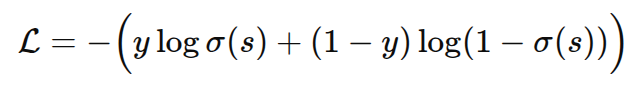 ℒ = −(y log σ(s) + (1 − y) log(1 − σ(s)))